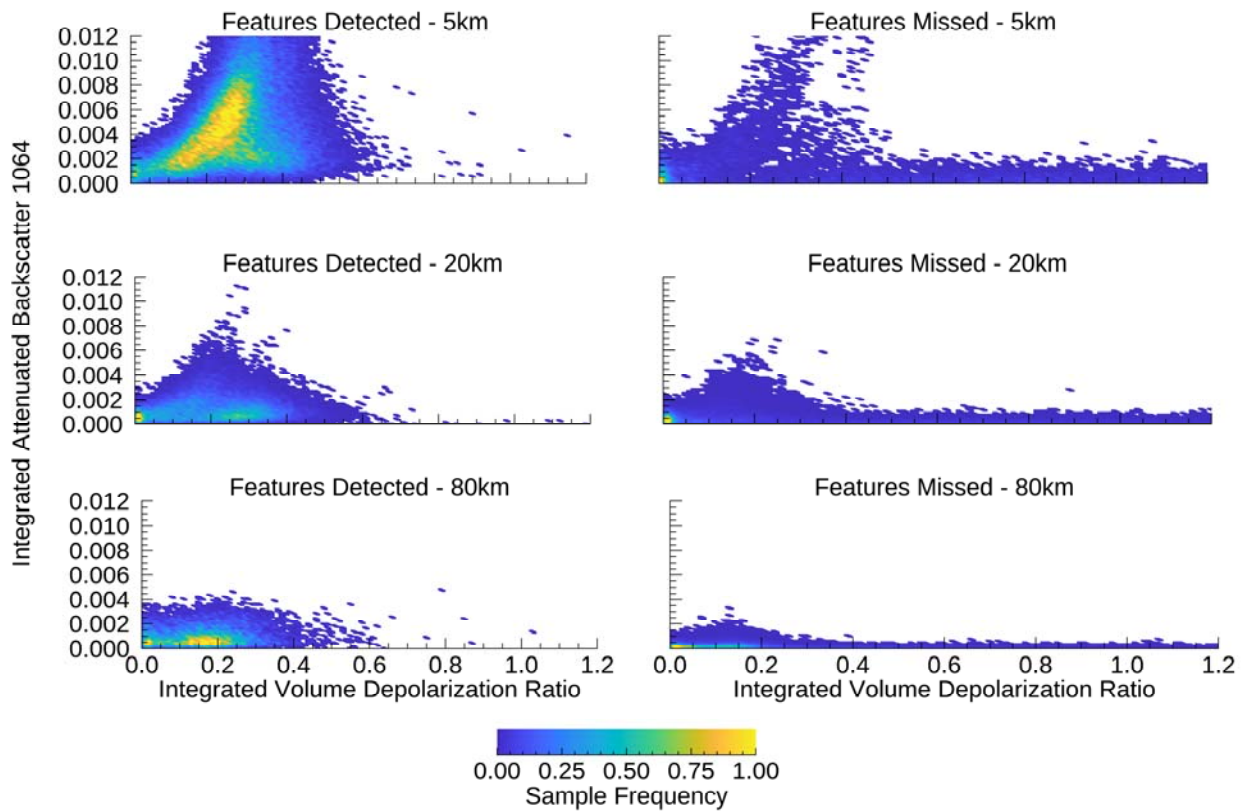 Features Detected - 5km
Features Missed - 5km
0.012
0.010
0.008
0.006
0.004
0.002
0.000
Integrated Attenuated Backscatter 1064
Features Detected - 20km
Features Missed - 20km
0.012
0.010
0.008
0.006
0.004
0.002
0.000
Features Detected - 80km
Features Missed - 80km
0.012
0.010
0.008
0.006
0.004
0.002
0.000
0.0 0.2 0.4 0.6 0.8 1.0 1.2
0.0 0.2 0.4 0.6 0.8 1.0 1.2
Integrated Volume Depolarization Ratio
Integrated Volume Depolarization Ratio
0.00 0.25 0.50 0.75 1.00
Sample Frequency